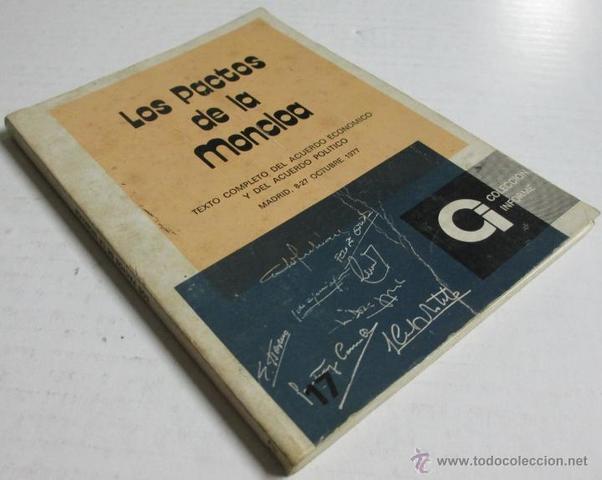 Los Pactos
de la
Moncloa
TEXTO COMPLETO DEL ACUERDO ECONOMICO
Y DEL ACUERDO POLITICO
MADRID, 8-27 OCTUBRE, 1977
Ci
COLECCION
INFORME
17
www.todocoleccion.net